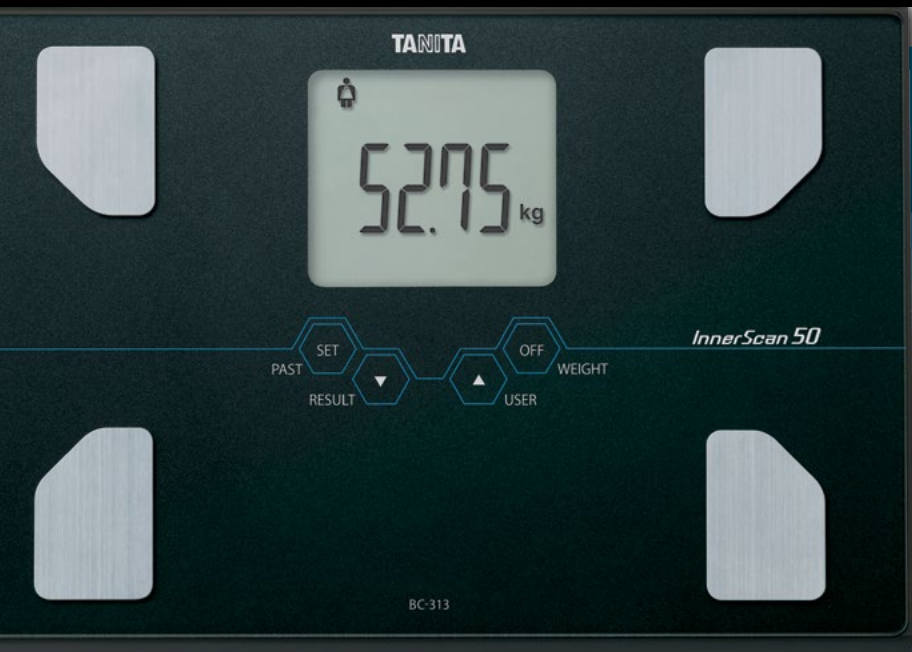 TANITA
52.75 kg
SET
OFF
InnerScan 50
PAST
WEIGHT
RESULT
USER
BC-313